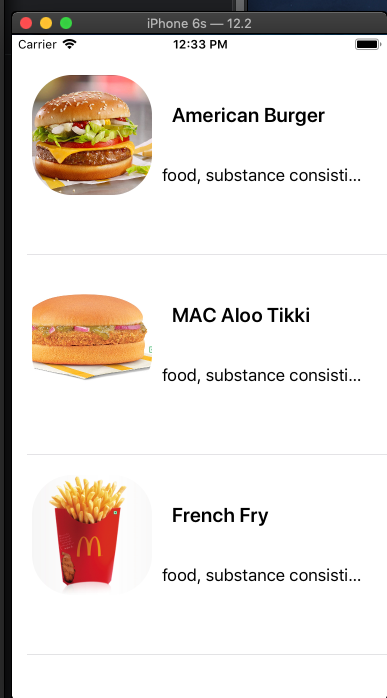 iPhone 6s — 12.2
Carrier 12:33 PM
American Burger
food, substance consisti...
MAC Aloo Tikki
food, substance consisti...
French Fry
food, substance consisti...